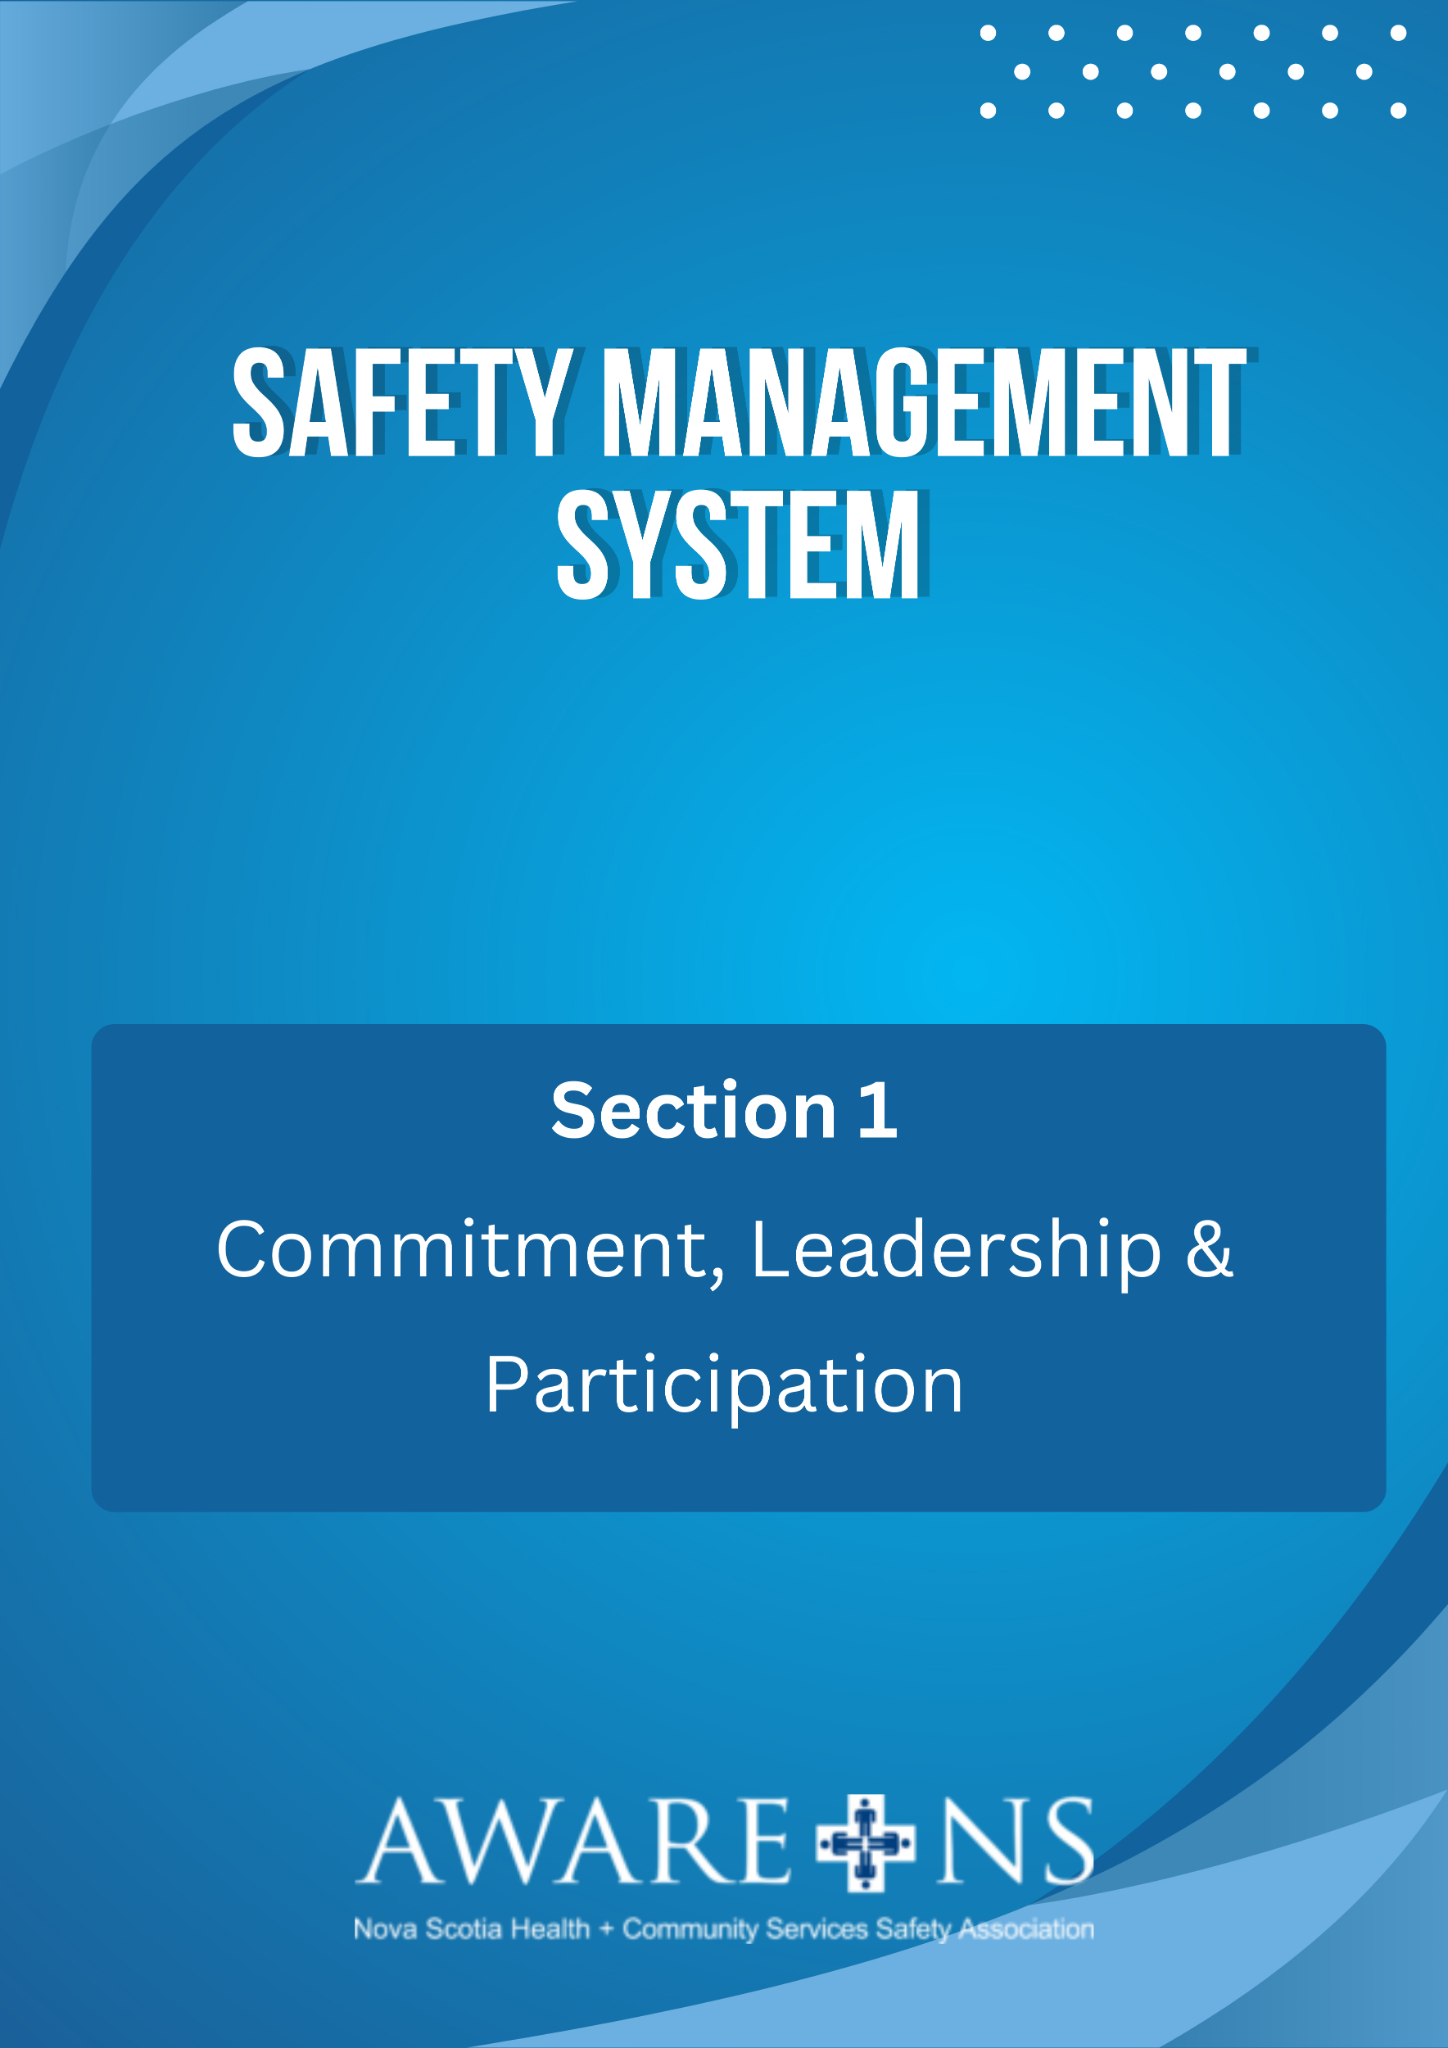 SAFETY MANAGEMENT
SYSTEM
Section 1
Commitment, Leadership &
Participation
AWARE NS
Nova Scotia Health + Community Services Safety Association